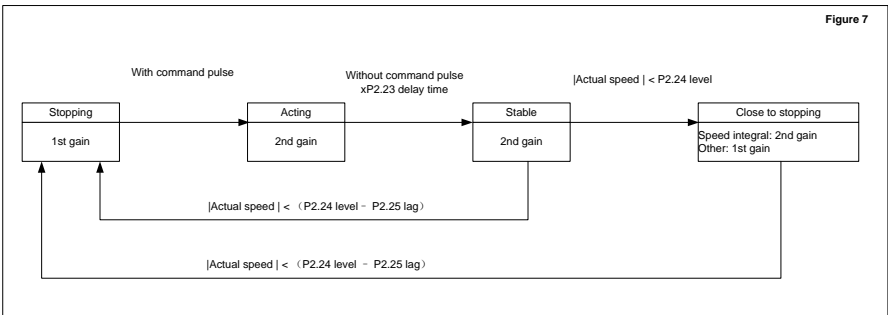 Figure 7
With command pulse
Without command pulse
xP2.23 delay time
|Actual speed | < P2.24 level
Stopping
1st gain
Acting
2nd gain
Stable
2nd gain
Close to stopping
Speed integral: 2nd gain
Other: 1st gain
|Actual speed | < （P2.24 level﹣P2.25 lag）
|Actual speed | < （P2.24 level ﹣ P2.25 lag）